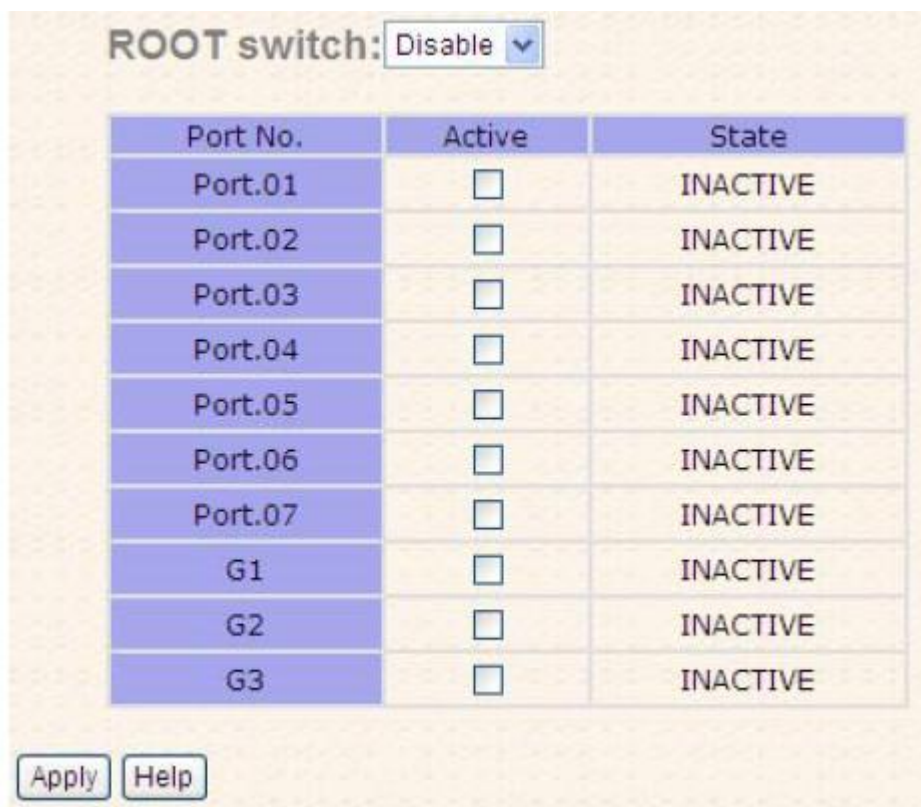 ROOT switch: Disable
Port No. Active State
Port.01 INACTIVE
Port.02 INACTIVE
Port.03 INACTIVE
Port.04 INACTIVE
Port.05 INACTIVE
Port.06 INACTIVE
Port.07 INACTIVE
G1 INACTIVE
G2 INACTIVE
G3 INACTIVE
Apply Help